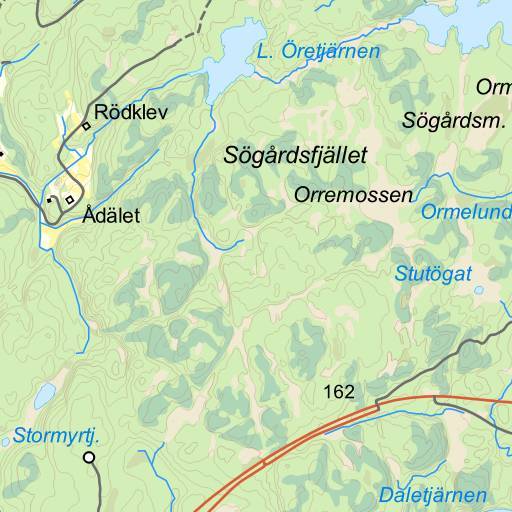 L. Öretjärnen
Orm
Rödklev
Sögårdsm.
Sögårdsfjället
Orremossen
Ådälet
Ormelund
Stutögat
162
Stormyrtj.
Daletjärnen